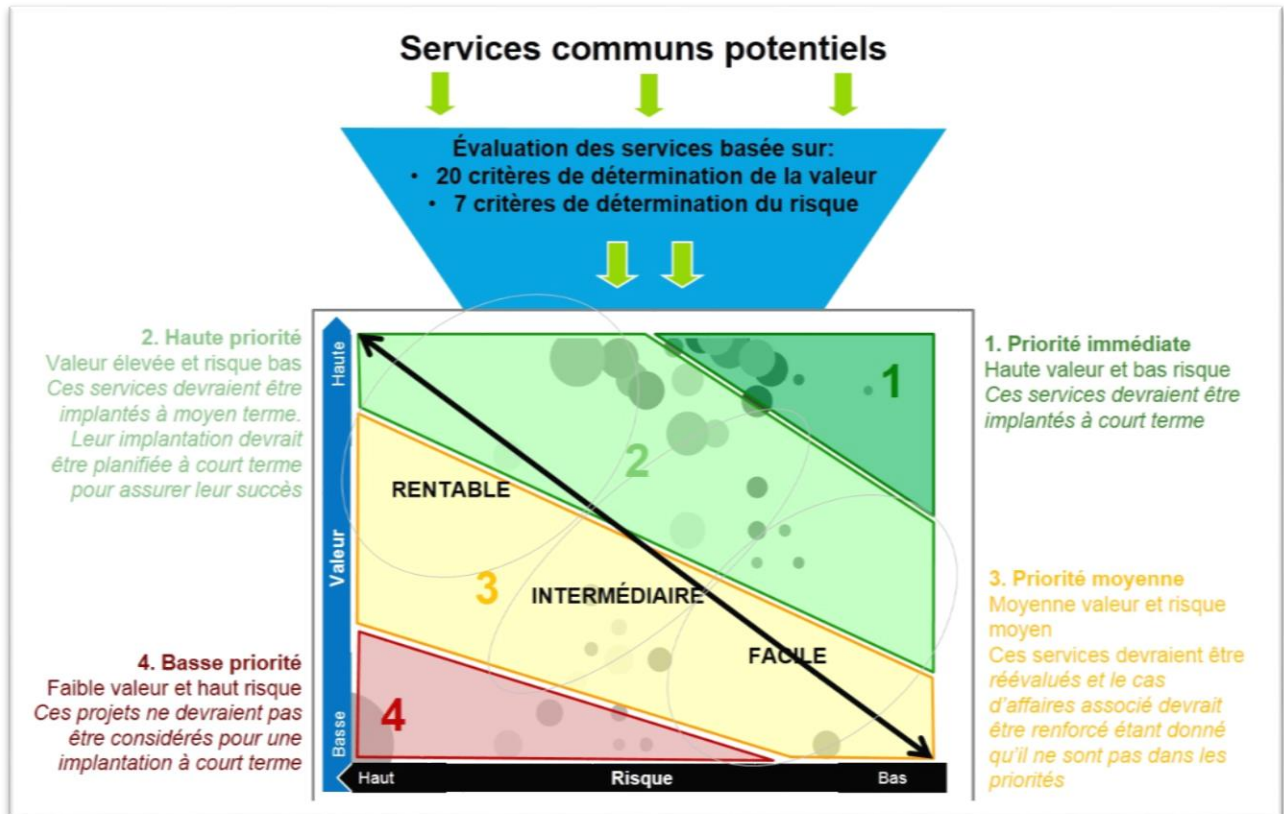 Services communs potentiels
Évaluation des services basée sur:
• 20 critères de détermination de la valeur
• 7 critères de détermination du risque
2. Haute priorité
Valeur élevée et risque bas
Ces services devraient être
implantés à moyen terme.
Leur implantation devrait
être planifiée à court terme
pour assurer leur succès
4. Basse priorité
Faible valeur et haut risque
Ces projets ne devraient pas
être considérés pour une
implantation à court terme
Haute
Valeur
Basse
1
2
RENTABLE
3
INTERMÉDIAIRE
FACILE
4
Haut
Risque
Bas
1. Priorité immédiate
Haute valeur et bas risque
Ces services devraient être
implantés à court terme
3. Priorité moyenne
Moyenne valeur et risque
moyen
Ces services devraient être
réévalués et le cas
d'affaires associé devrait
être renforcé étant donné
qu'il ne sont pas dans les
priorités